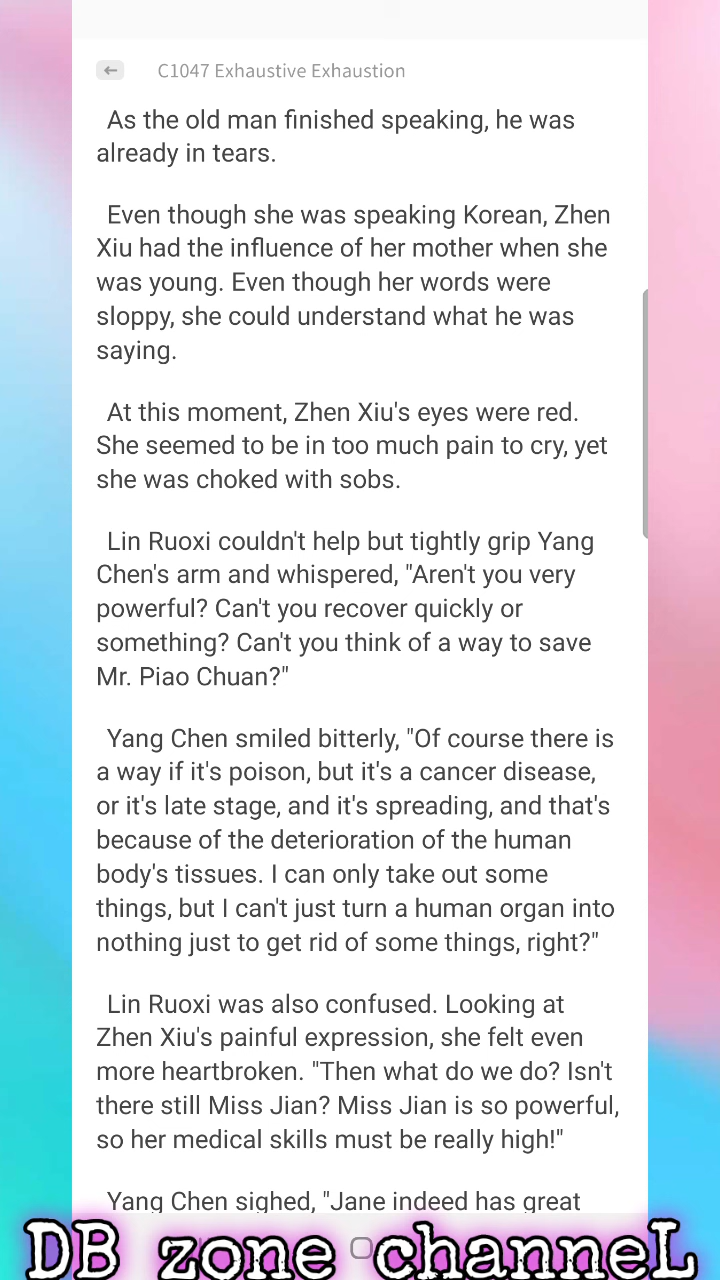 C1047 Exhaustive Exhaustion
As the old man finished speaking, he was
already in tears.
Even though she was speaking Korean, Zhen
Xiu had the influence of her mother when she
was young. Even though her words were
sloppy, she could understand what he was
saying.
At this moment, Zhen Xiu's eyes were red.
She seemed to be in too much pain to cry, yet
she was choked with sobs.
Lin Ruoxi couldn't help but tightly grip Yang
Chen's arm and whispered, "Aren't you very
powerful? Can't you recover quickly or
something? Can't you think of a way to save
Mr. Piao Chuan?"
Yang Chen smiled bitterly, "Of course there is
a way if it's poison, but it's a cancer disease,
or it's late stage, and it's spreading, and that's
because of the deterioration of the human
body's tissues. I can only take out some
things, but I can't just turn a human organ into
nothing just to get rid of some things, right?"
Lin Ruoxi was also confused. Looking at
Zhen Xiu's painful expression, she felt even
more heartbroken. "Then what do we do? Isn't
there still Miss Jian? Miss Jian is so powerful,
so her medical skills must be really high!"
Yang Chen sighed, "Jane indeed has great
DB zone channeL